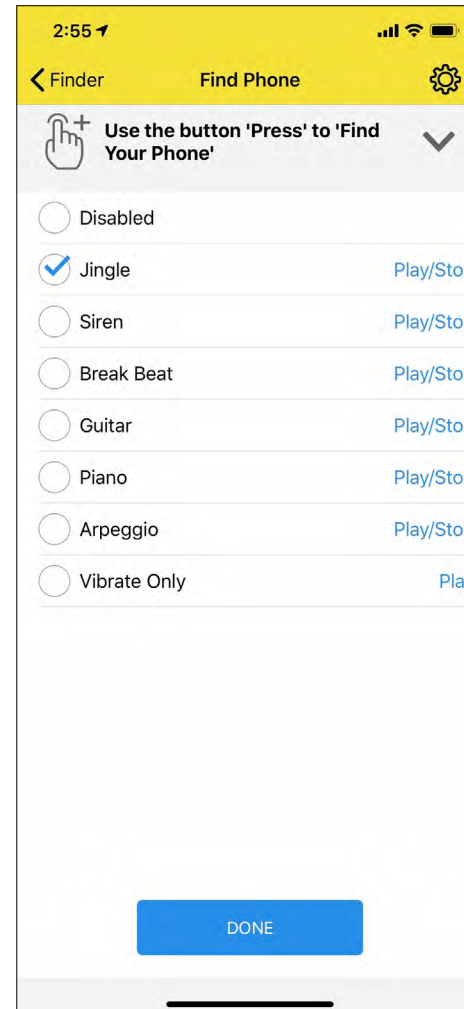 2:55
Finder
Find Phone
Use the button 'Press' to 'Find
Your Phone'
Disabled
Jingle Play/Sto
Siren Play/Sto
Break Beat Play/Sto
Guitar Play/Sto
Piano Play/Sto
Arpeggio Play/Sto
Vibrate Only Pla
DONE